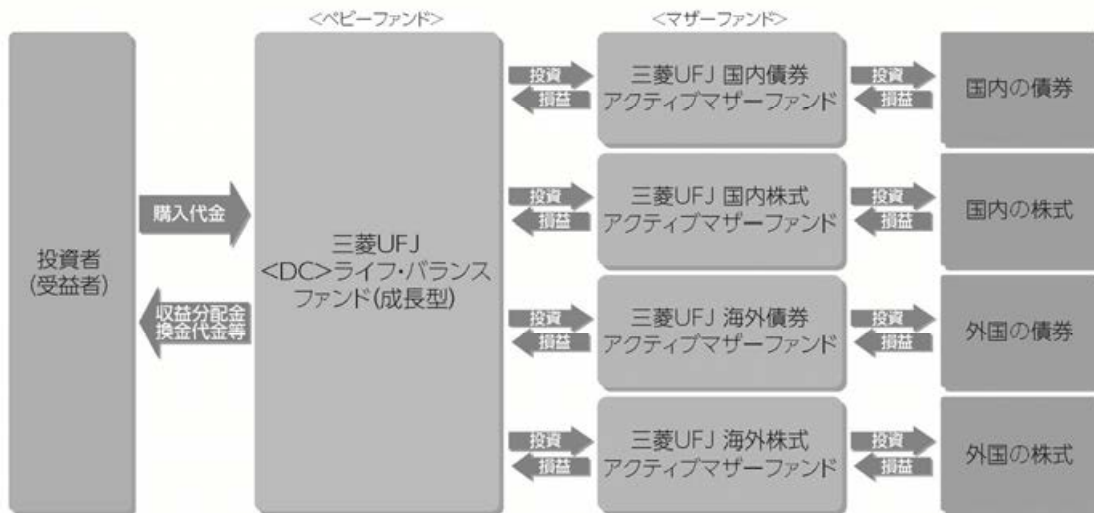 <ベビーファンド>
<マザーファンド>
投資者
(受益者)
購入代金
収益分配金
換金代金等
三菱UFJ
<DC>ライフ・バランス
ファンド(成長型)
投資
損益
三菱UFJ 国内債券
アクティブマザーファンド
投資
損益
国内の債券
投資
損益
三菱UFJ 国内株式
アクティブマザーファンド
投資
損益
国内の株式
投資
損益
三菱UFJ 海外債券
アクティブマザーファンド
投資
損益
外国の債券
投資
損益
三菱UFJ 海外株式
アクティブマザーファンド
投資
損益
外国の株式